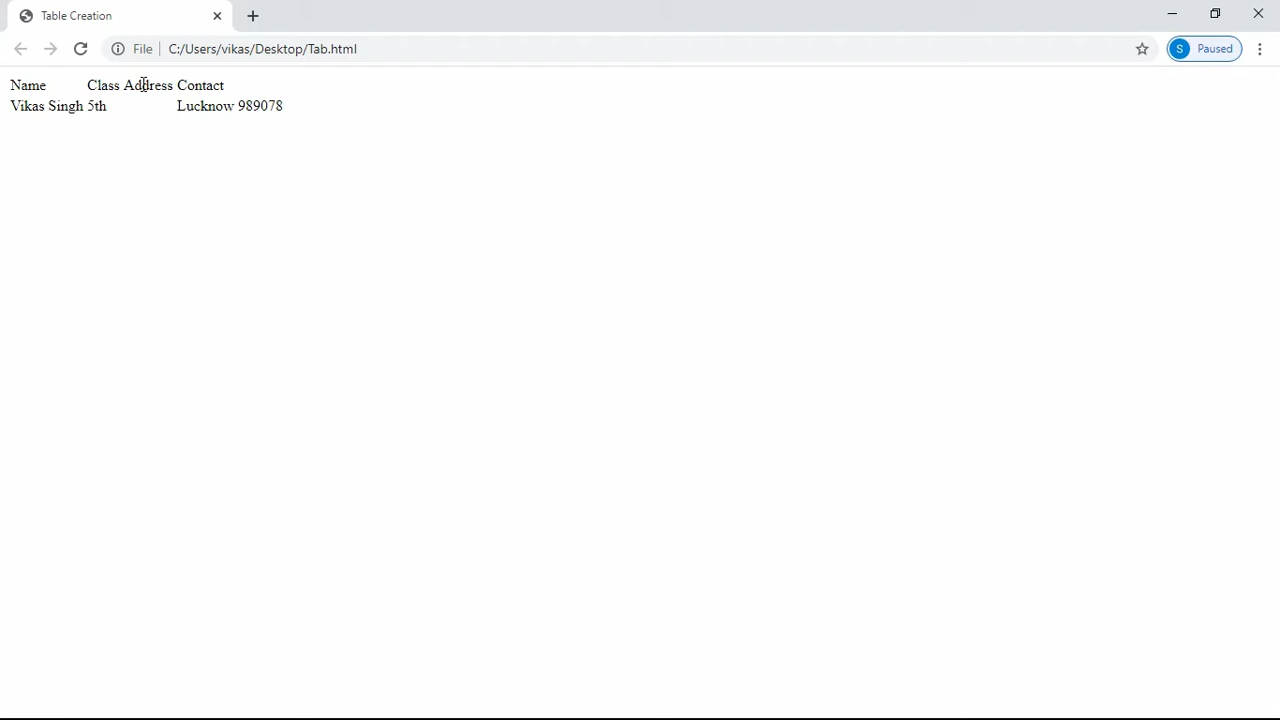 Table Creation
File C:/Users/vikas/Desktop/Tab.html
S Paused
Name Class Address Contact
Vikas Singh 5th Lucknow 989078